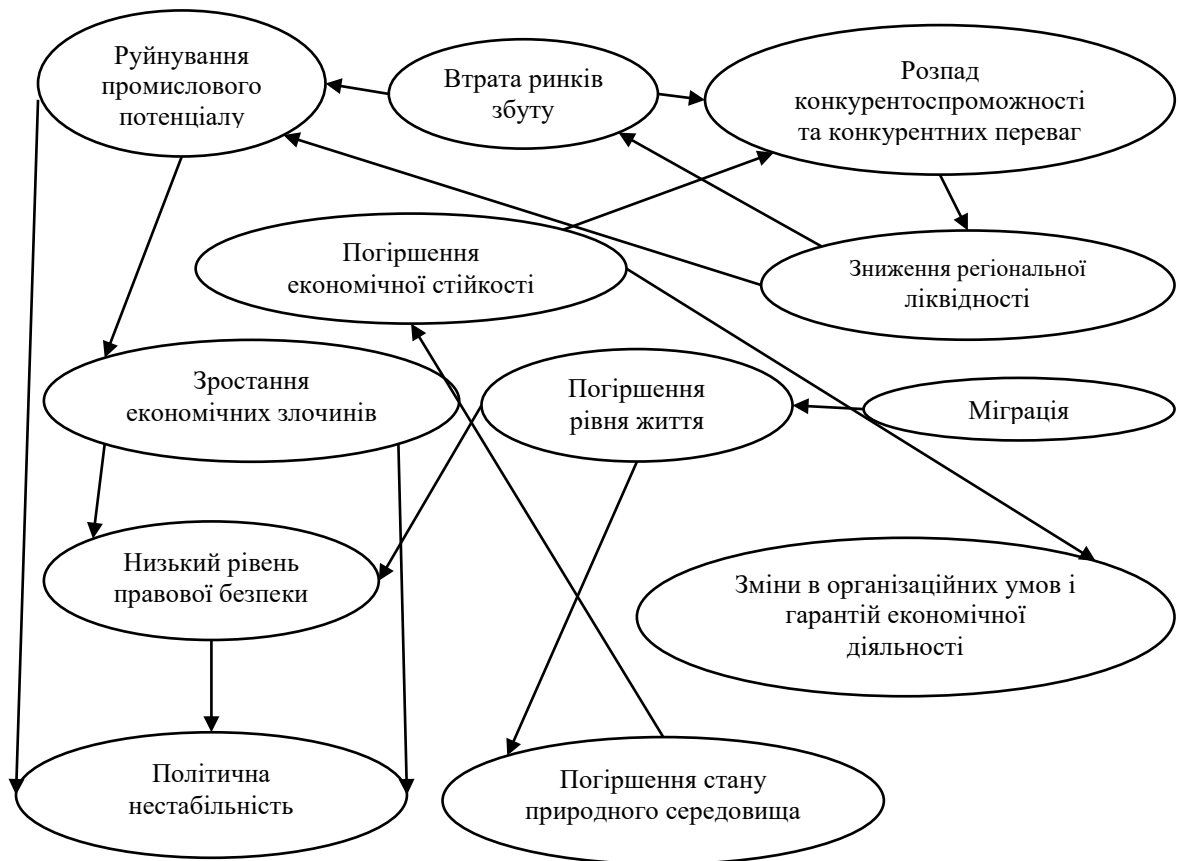 Руйнування
промислового
потенціалу
Втрата ринків
збуту
Розпад
конкурентоспроможності
та конкурентних переваг
Погіршення
економічної стійкості
Зниження регіональної
ліквідності
Зростання
економічних злочинів
Погіршення
рівня життя
Міграція
Низький рівень
правової безпеки
Зміни в організаційних умов і
гарантій економічної
діяльності
Політична
нестабільність
Погіршення стану
природного середовища